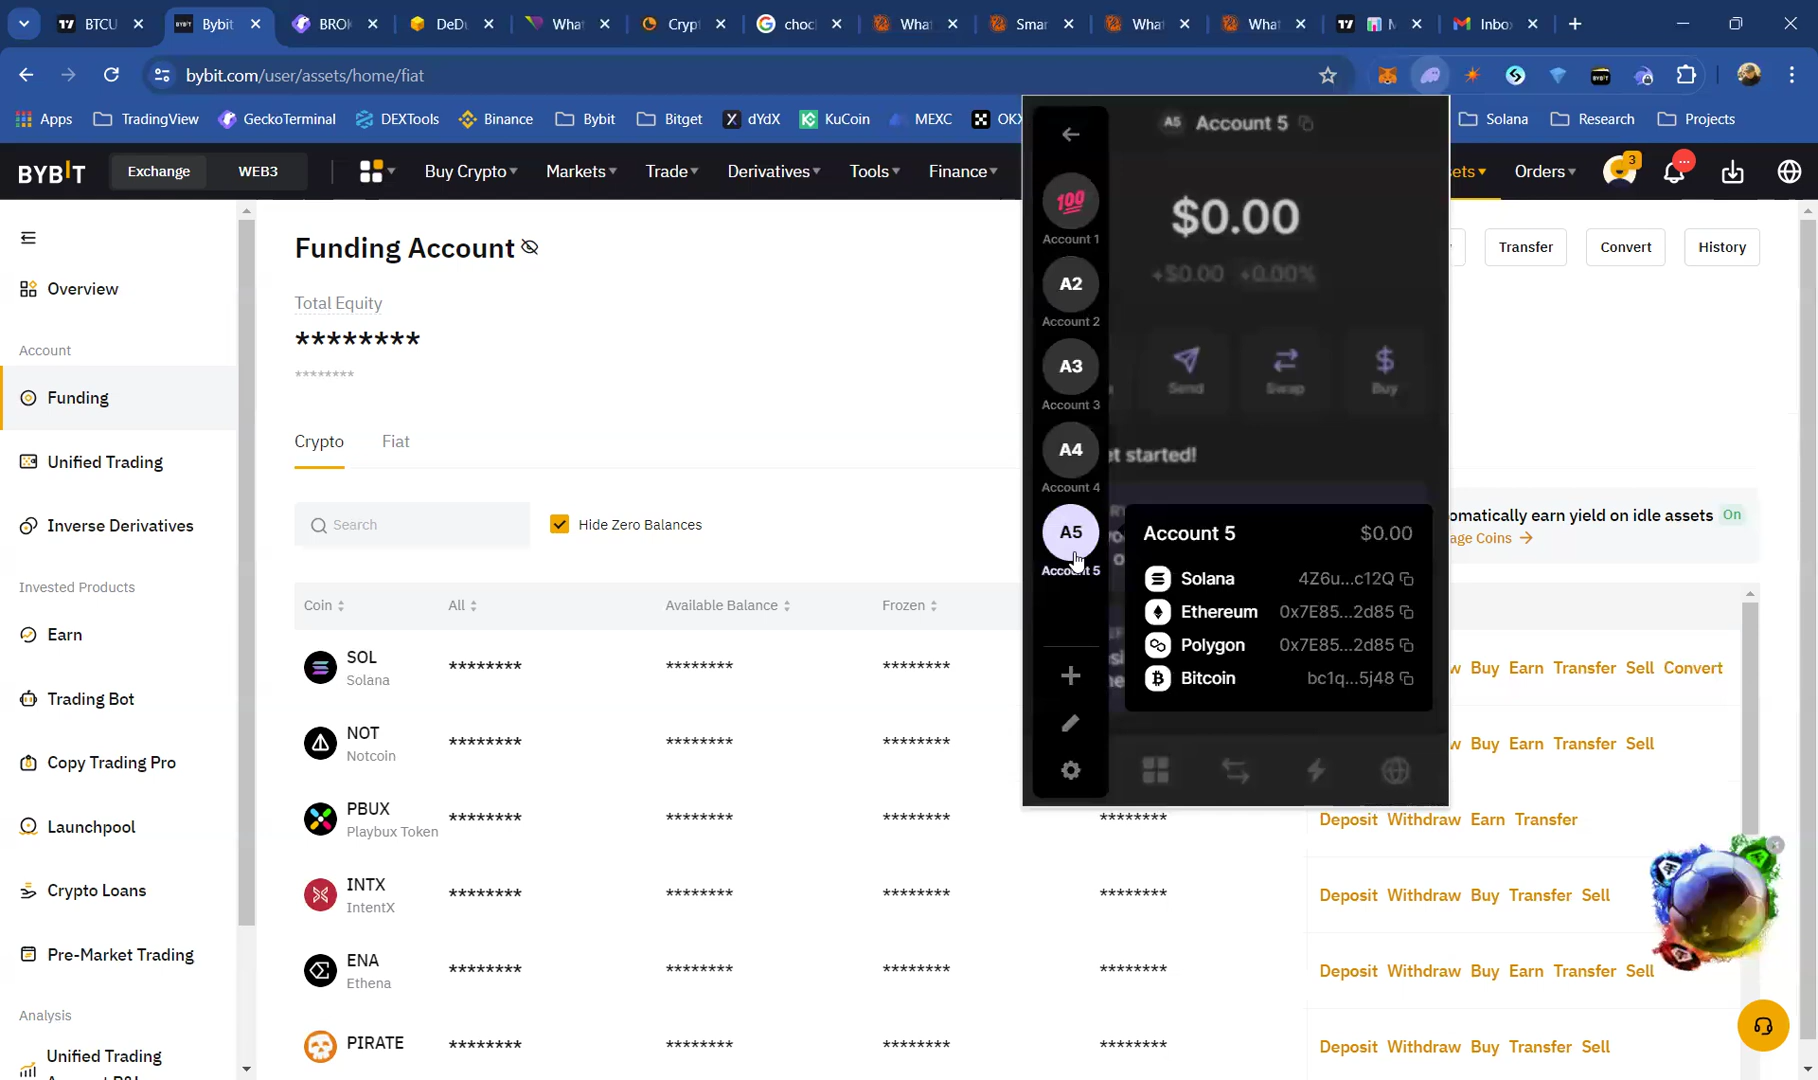 BTCU
Bybit
BRO
DeDu
What
Crypt
choc
What
Smar
What
What
Inbo
bybit.com/user/assets/home/fiat
Apps
TradingView
GeckoTerminal
DEXTools
Binance
Bybit
Bitget
dYdX
KuCoin
MEXC
OKX
Solana
Research
Projects
BYBIT
Exchange
WEB3
Buy Crypto
Markets
Trade
Derivatives
Tools
Finance
ets
Orders
3
Overview
Account
Funding
Unified Trading
Inverse Derivatives
Invested Products
Earn
Trading Bot
Copy Trading Pro
Launchpool
Crypto Loans
Pre-Market Trading
Analysis
Unified Trading
Funding Account
Transfer
Convert
History
Total Equity
********
********
Crypto
Fiat
Search
Hide Zero Balances
omatically earn yield on idle assets On
age Coins →
Coin
All
Available Balance
Frozen
SOL
Solana
******** ******** ********
w Buy Earn Transfer Sell Convert
NOT
Notcoin
******** ******** ********
w Buy Earn Transfer Sell
PBUX
Playbux Token
******** ******** ******** ********
Deposit Withdraw Earn Transfer
INTX
IntentX
******** ******** ******** ********
Deposit Withdraw Buy Transfer Sell
ENA
Ethena
******** ******** ******** ********
Deposit Withdraw Buy Earn Transfer Sell
PIRATE
******** ******** ******** ********
Deposit Withdraw Buy Transfer Sell
A5 Account 5
100
Account 1
A2
Account 2
A3
Account 3
A4
Account 4
A5
Account 5
$0.00
+$0.00 +0.00%
Send
Swap
Buy
et started!
Account 5 $0.00
Solana 4Z6u...c12Q
Ethereum 0x7E85...2d85
Polygon 0x7E85...2d85
Bitcoin bc1q...5j48